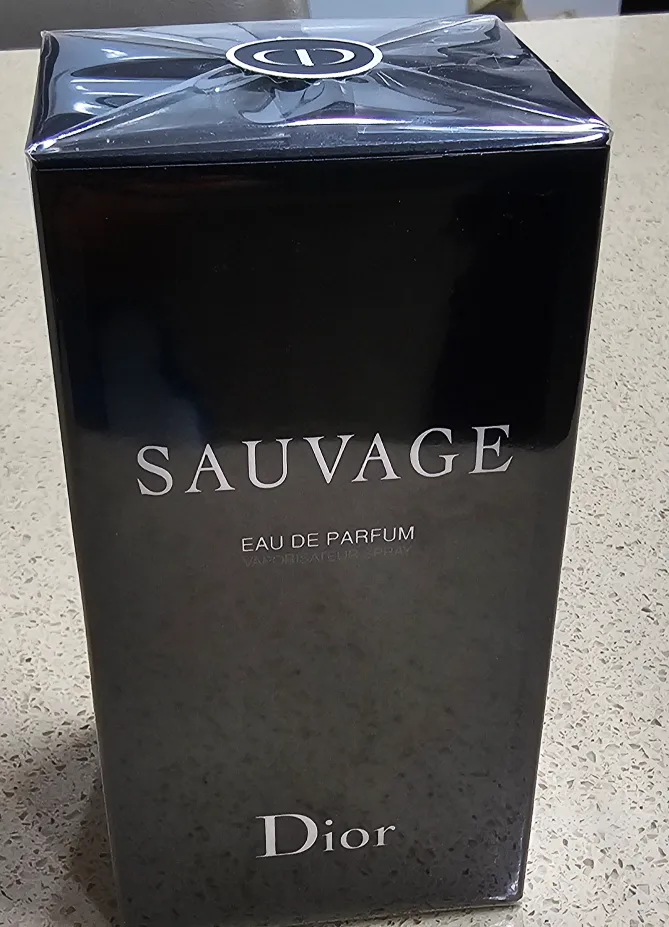 SAUVAGE
EAU DE PARFUM
VAPORISATEUR SPRAY
Dior